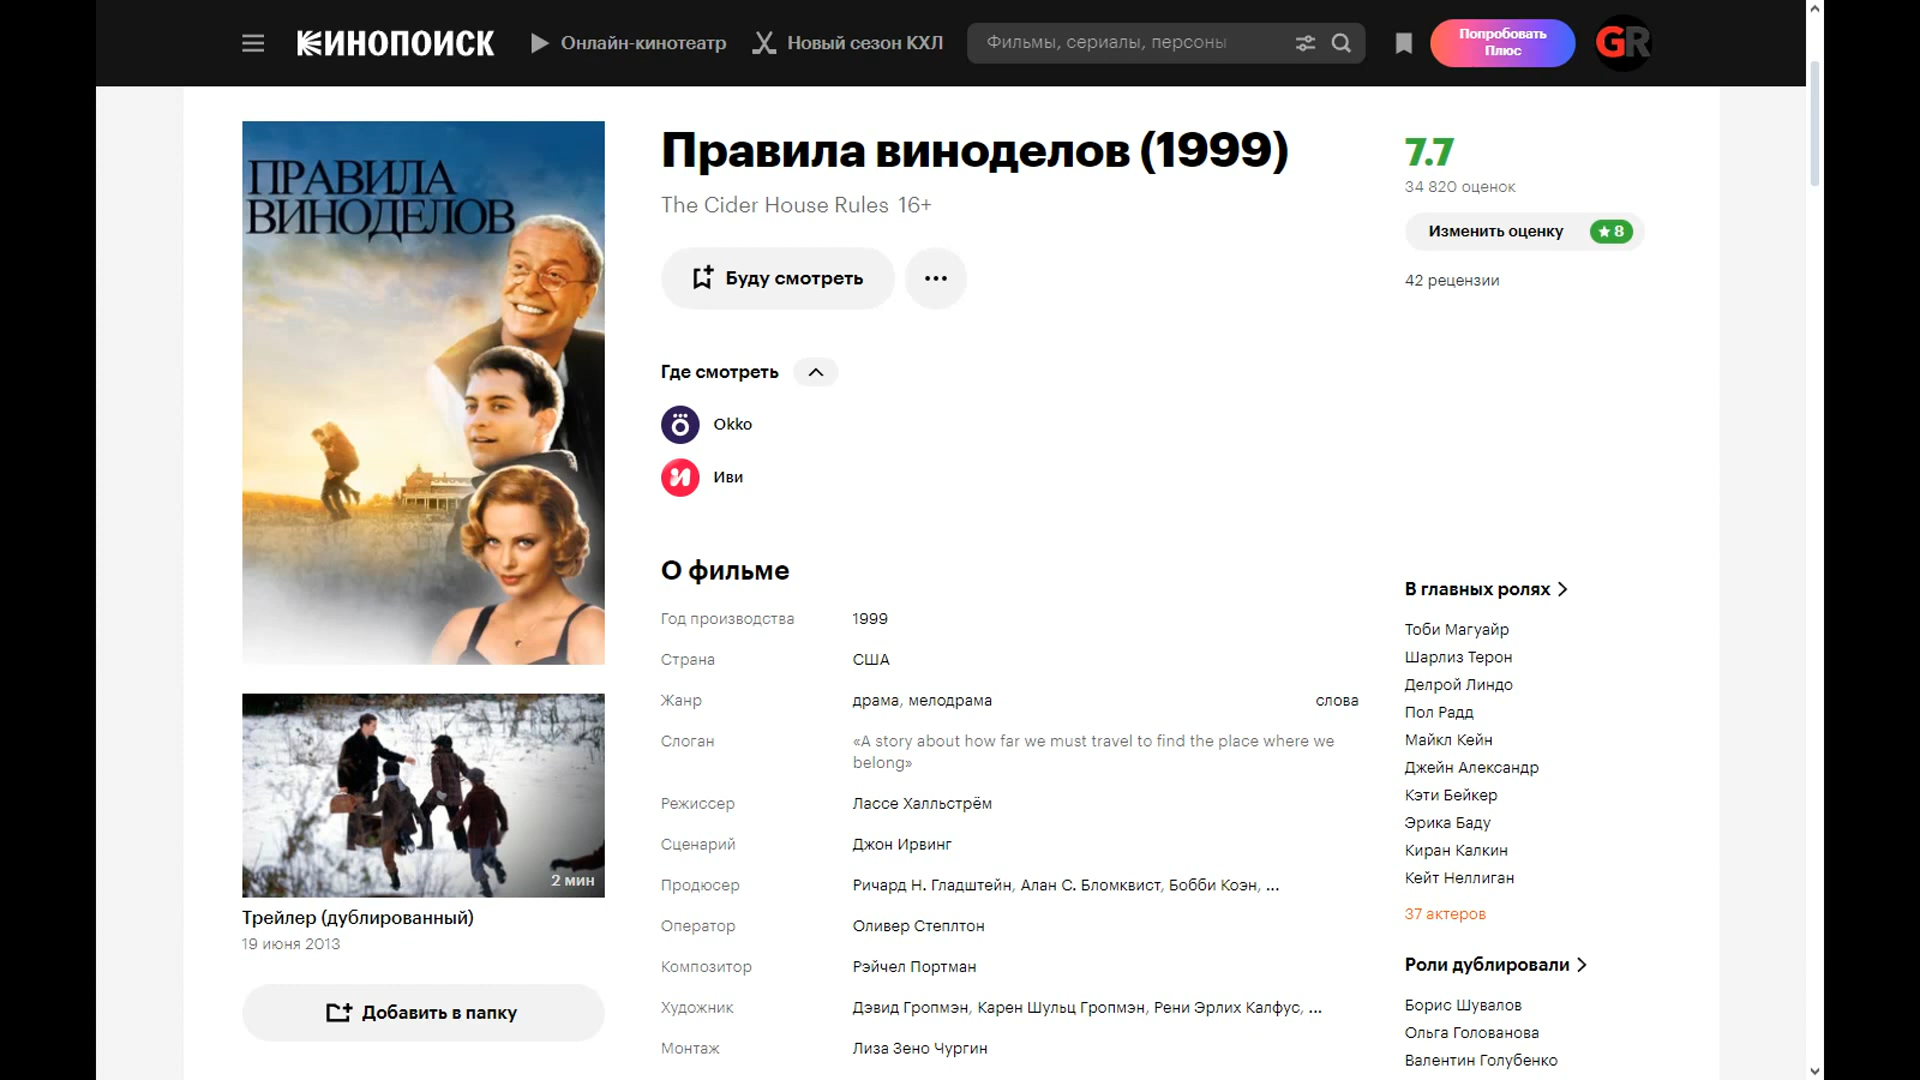 КИНОПОИСК
Онлайн-кинотеатр
Новый сезон КХЛ
Фильмы, сериалы, персоны
Попробовать
Плюс
GR
ПРАВИЛА
ВИНОДЕЛОВ
2 мин
Трейлер (дублированный)
19 июня 2013
Добавить в папку
Правила виноделов (1999)
The Cider House Rules 16+
Буду смотреть
Где смотреть
Okko
Иви
О фильме
Год производства 1999
Страна США
Жанр драма, мелодрама слова
Слоган «A story about how far we must travel to find the place where we
belong»
Режиссер Лассе Халльстрём
Сценарий Джон Ирвинг
Продюсер Ричард Н. Гладштейн, Алан С. Бломквист, Бобби Коэн, ...
Оператор Оливер Степлтон
Композитор Рэйчел Портман
Художник Дэвид Гропмэн, Карен Шульц Гропмэн, Рени Эрлих Калфус, ...
Монтаж Лиза Зено Чургин
7.7
34 820 оценок
Изменить оценку ★ 8
42 рецензии
В главных ролях
Тоби Магуайр
Шарлиз Терон
Делрой Линдо
Пол Радд
Майкл Кейн
Джейн Александр
Кэти Бейкер
Эрика Баду
Киран Калкин
Кейт Неллиган
37 актеров
Роли дублировали
Борис Шувалов
Ольга Голованова
Валентин Голубенко